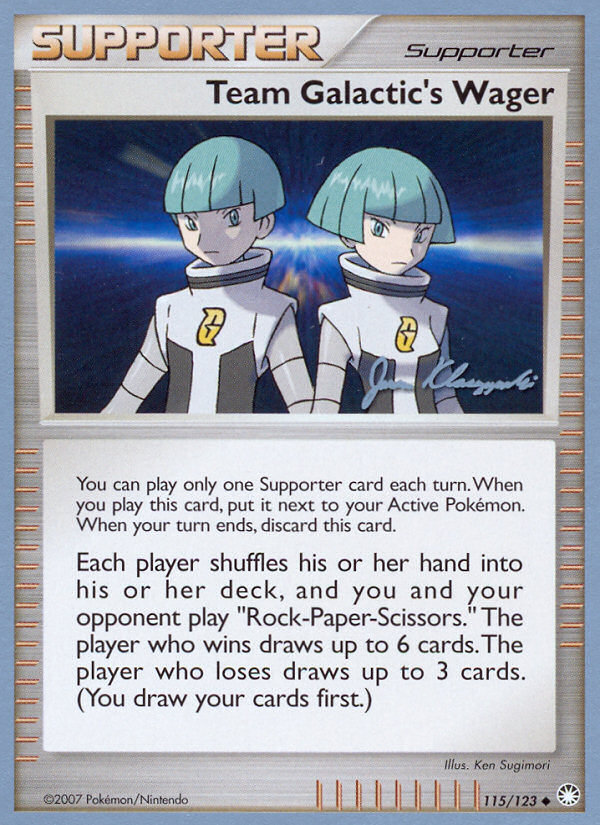 SUPPORTER
Supporter
Team Galactic's Wager
You can play only one Supporter card each turn. When
you play this card, put it next to your Active Pokémon.
When your turn ends, discard this card.
Each player shuffles his or her hand into
his or her deck, and you and your
opponent play "Rock-Paper-Scissors." The
player who wins draws up to 6 cards. The
player who loses draws up to 3 cards.
(You draw your cards first.)
Illus. Ken Sugimori
©2007 Pokémon/Nintendo
115/123